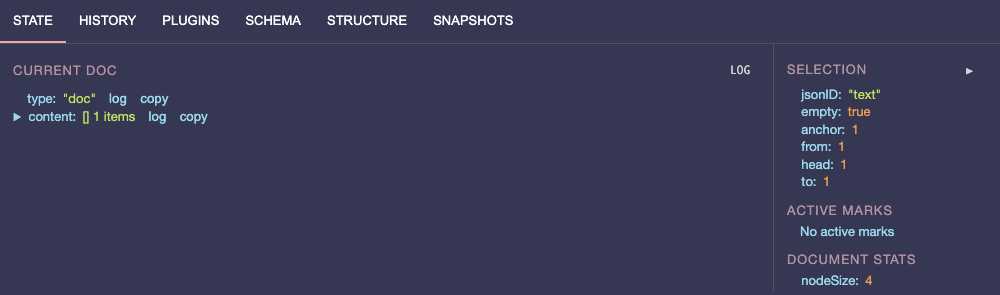 STATE HISTORY PLUGINS SCHEMA STRUCTURE SNAPSHOTS
CURRENT DOC LOG
type: "doc" log copy
▶ content: [] 1 items log copy
SELECTION ▶
jsonID: "text"
empty: true
anchor: 1
from: 1
head: 1
to: 1
ACTIVE MARKS
No active marks
DOCUMENT STATS
nodeSize: 4